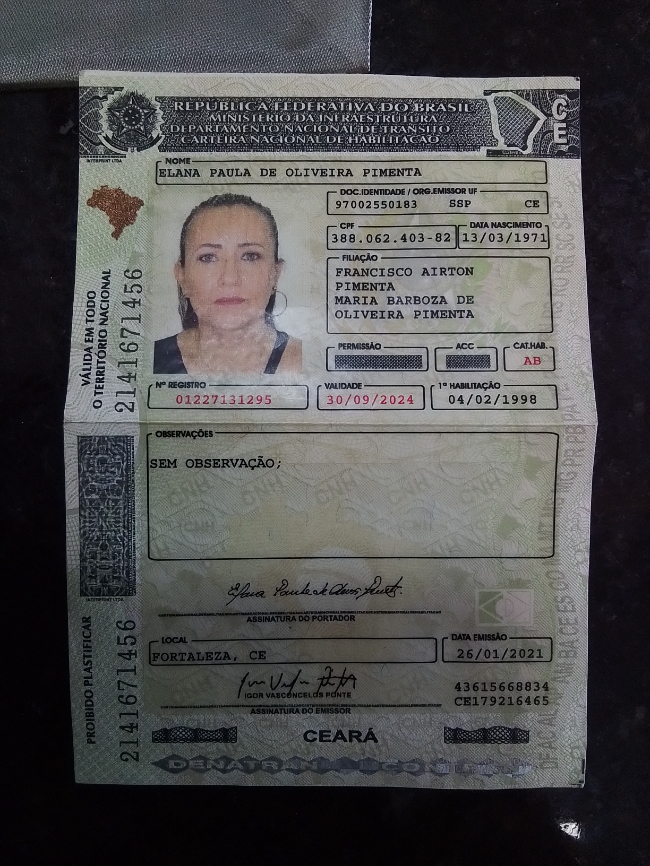 REPÚBLICA FEDERATIVA DO BRASIL
MINISTÉRIO DA INFRAESTRUTURA
DEPARTAMENTO NACIONAL DE TRÂNSITO
CARTEIRA NACIONAL DE HABILITAÇÃO
CE
INTERPRINT LTDA
NOME
ELANA PAULA DE OLIVEIRA PIMENTA
DOC. IDENTIDADE / ORG. EMISSOR UF
97002550183 SSP CE
CPF
388.062.403-82
DATA NASCIMENTO
13/03/1971
FILIAÇÃO
FRANCISCO AIRTON
PIMENTA
MARIA BARBOZA DE
OLIVEIRA PIMENTA
PERMISSÃO
ACC
CAT.HAB.
AB
VÁLIDA EM TODO
O TERRITÓRIO NACIONAL
2141671456
Nº REGISTRO
01227131295
VALIDADE
30/09/2024
1ª HABILITAÇÃO
04/02/1998
OBSERVAÇÕES
SEM OBSERVAÇÃO;
INTERPRINT LTDA
ASSINATURA DO PORTADOR
PROIBIDO PLASTIFICAR
2141671456
LOCAL
FORTALEZA, CE
DATA EMISSÃO
26/01/2021
IGOR VASCONCELOS PONTE
ASSINATURA DO EMISSOR
43615668834
CE179216465
CEARÁ
DENATRAN